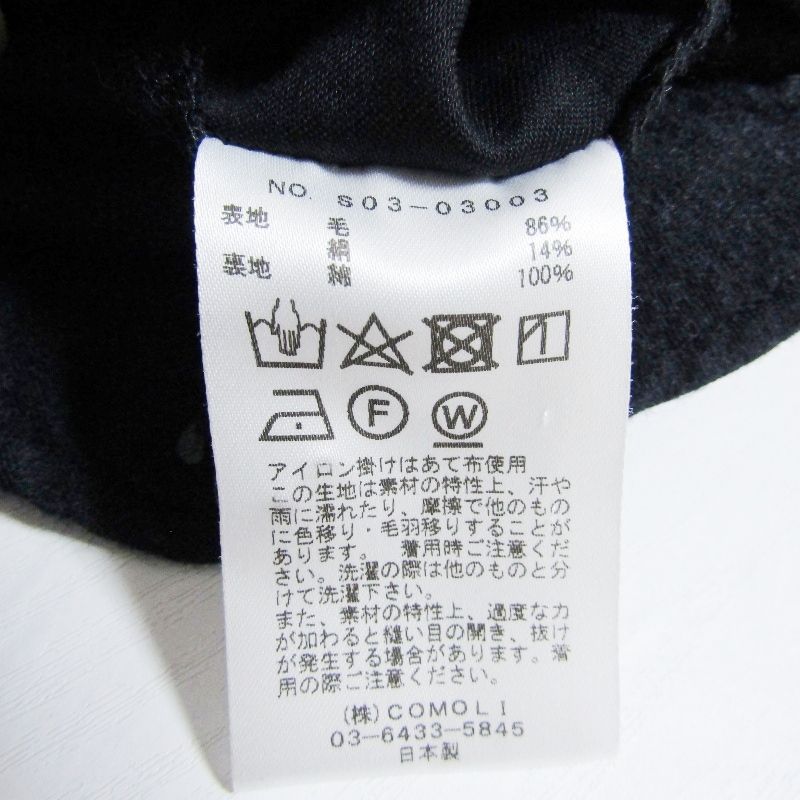 NO. S03-03003
表地 毛 86%
絹 14%
裏地 綿 100%
F W
アイロン掛けはあて布使用
この生地は素材の特性上、汗や
雨に濡れたり、摩擦で他のもの
に色移り・毛羽移りすることが
あります。 着用時ご注意くだ
さい。洗濯の際は他のものと分
けて洗濯下さい。
また、素材の特性上、過度な力
が加わると縫い目の開き、抜け
が発生する場合があります。着
用の際ご注意ください。
(株)COMOLI
03-6433-5845
日本製